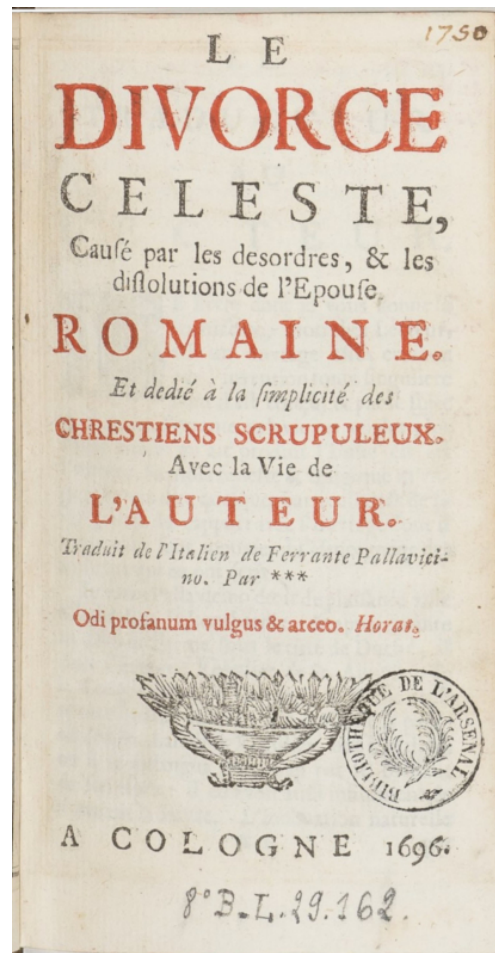 1750
LE
DIVORCE
CELESTE,
Cauſé par les desordres, & les
diſſolutions de l'Epouſe
ROMAINE.
Et dedié à la ſimplicité des
CHRESTIENS SCRUPULEUX.
Avec la Vie de
L'AUTEUR.
Traduit de l'Italien de Ferrante Pallavici-
no. Par ***
Odi profanum vulgus & arceo. Horat.
BIBLIOTHEQUE DE L'ARSENAL
A COLOGNE 1696.
8° B.L.29.162.